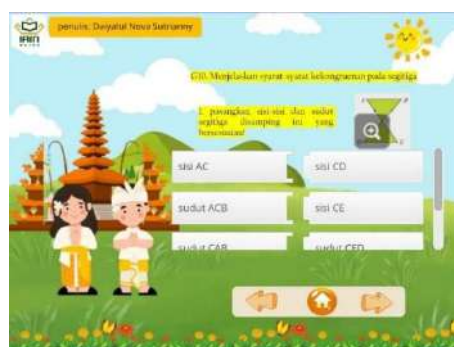 penulis: Dwiyatul Nova Sutrianny
G10. Menjelaskan syarat-syarat kekongruenan pada segitiga
1. pasangkan sisi-sisi dan sudut
segitiga disamping ini yang
bersesuaian!
sisi AC
sisi CD
sudut ACB
sisi CE
sudut CAB
sudut CED